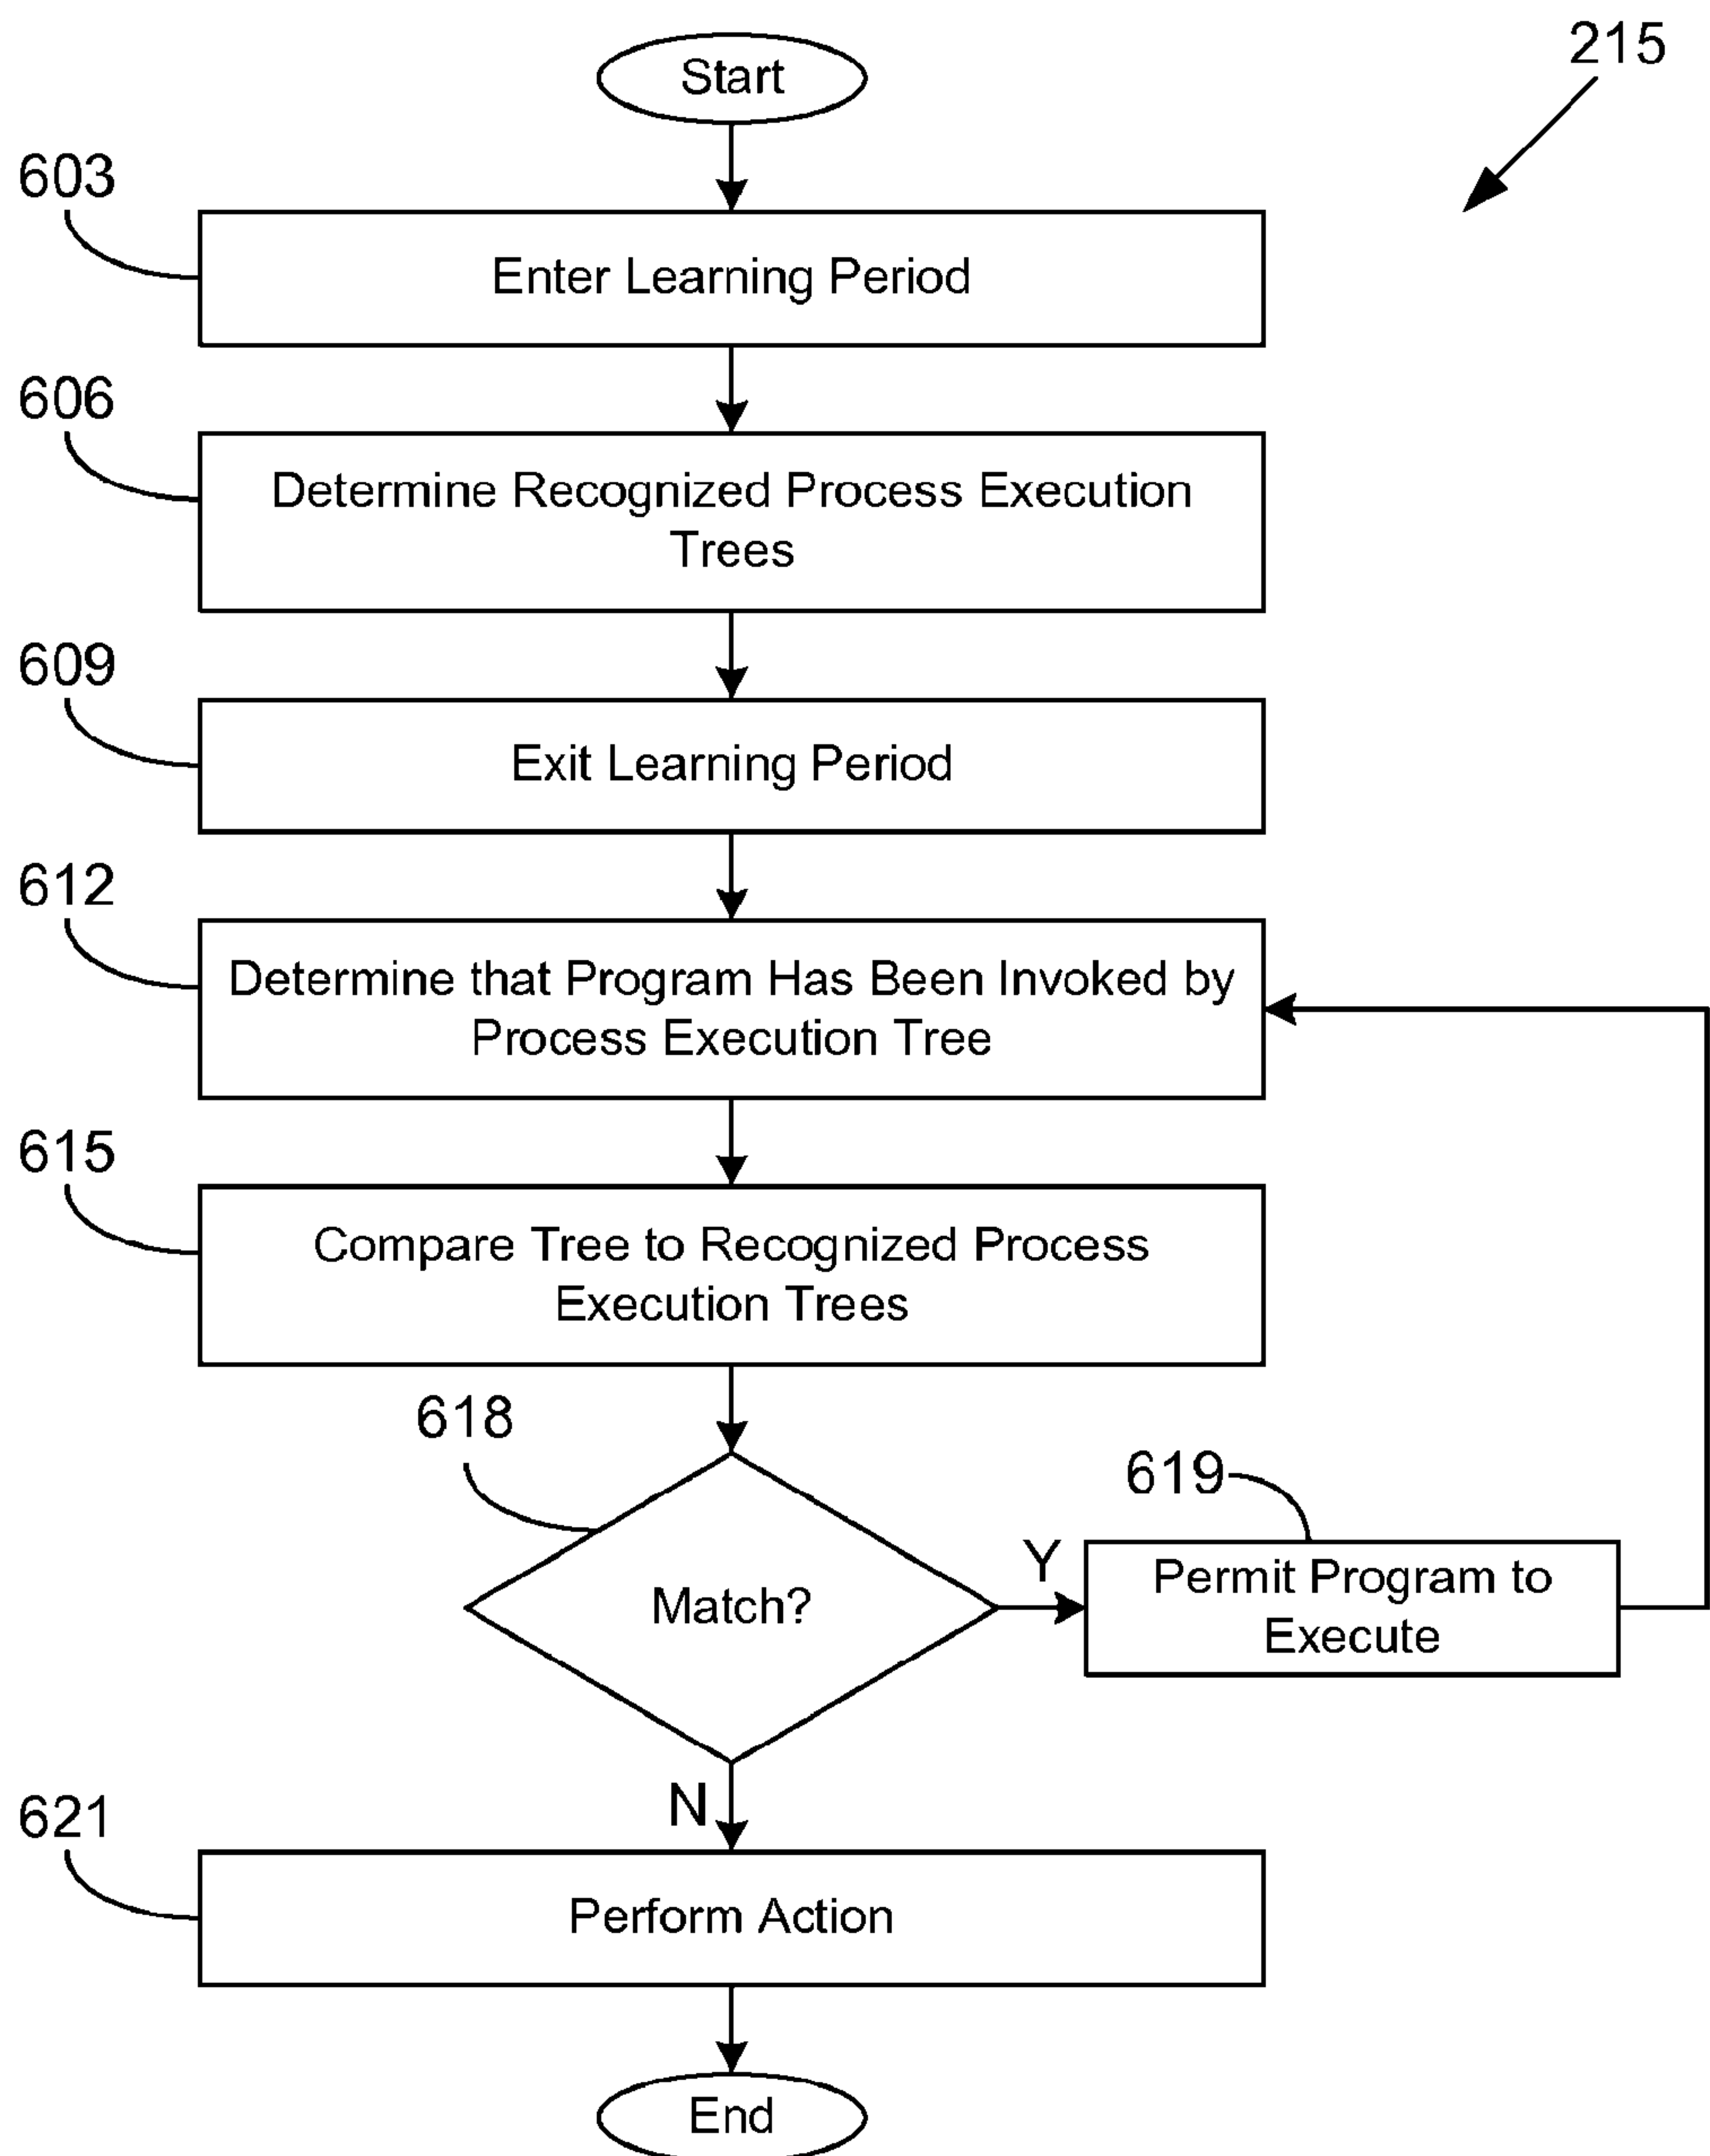 215
Start
603
Enter Learning Period
606
Determine Recognized Process Execution
Trees
609
Exit Learning Period
612
Determine that Program Has Been Invoked by
Process Execution Tree
615
Compare Tree to Recognized Process
Execution Trees
618
Match?
Y
619
Permit Program to
Execute
N
621
Perform Action
End